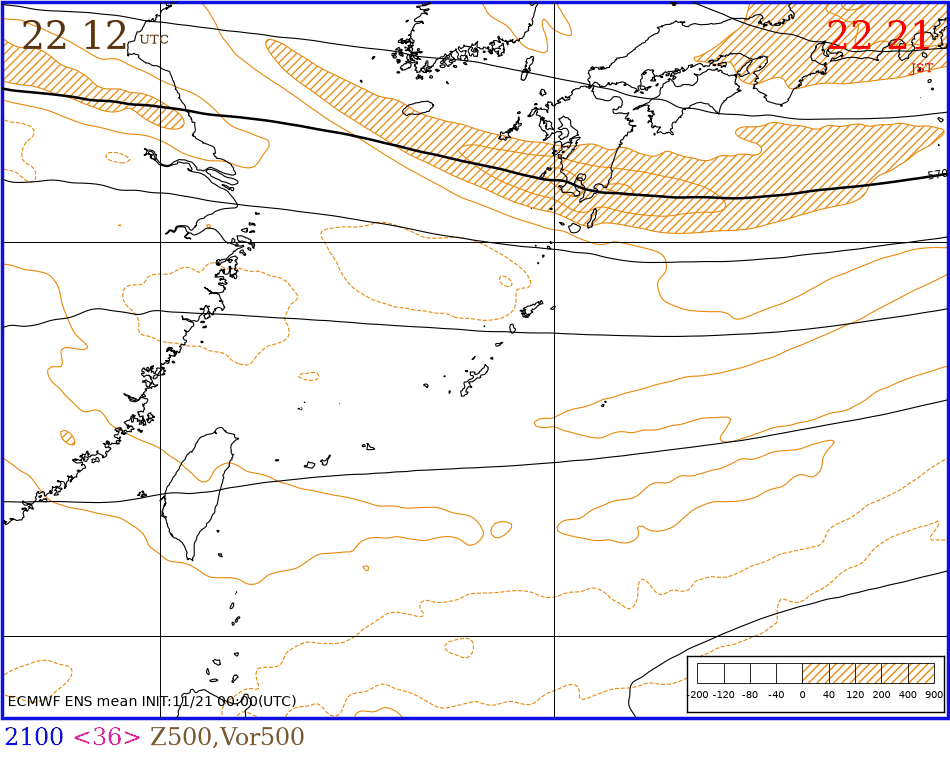 22 12 UTC
22 21
JST
570
ECMWF ENS mean INIT:11/21 00:00(UTC)
-200 -120 -80 -40 0 40 120 200 400 900
2100 <36> Z500,Vor500